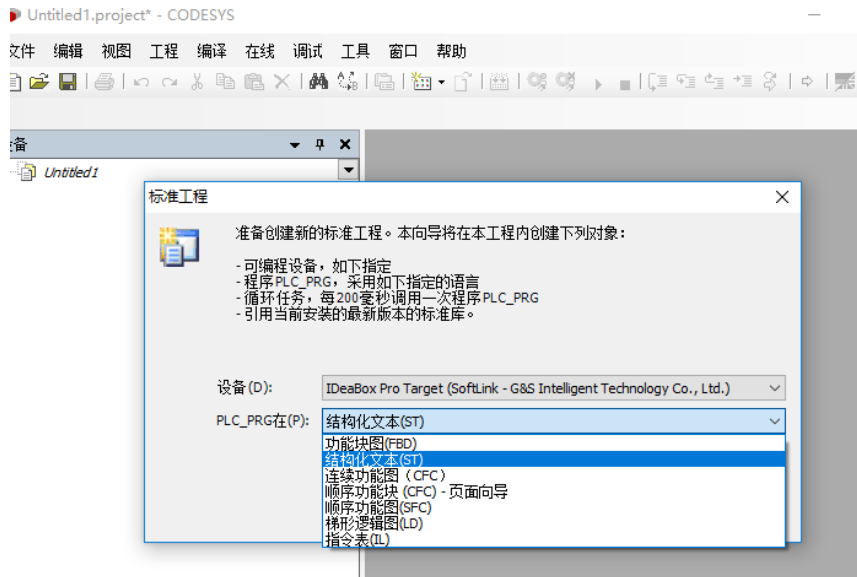 Untitled1.project* - CODESYS
文件 编辑 视图 工程 编译 在线 调试 工具 窗口 帮助
备
Untitled1
标准工程
准备创建新的标准工程。本向导将在本工程内创建下列对象：
- 可编程设备，如下指定
- 程序PLC_PRG，采用如下指定的语言
- 循环任务，每200毫秒调用一次程序PLC_PRG
- 引用当前安装的最新版本的标准库。
设备(D):
IDeaBox Pro Target (SoftLink - G&S Intelligent Technology Co., Ltd.)
PLC_PRG在(P):
结构化文本(ST)
功能块图(FBD)
结构化文本(ST)
连续功能图（CFC）
顺序功能块 (CFC) - 页面向导
顺序功能图(SFC)
梯形逻辑图(LD)
指令表(IL)